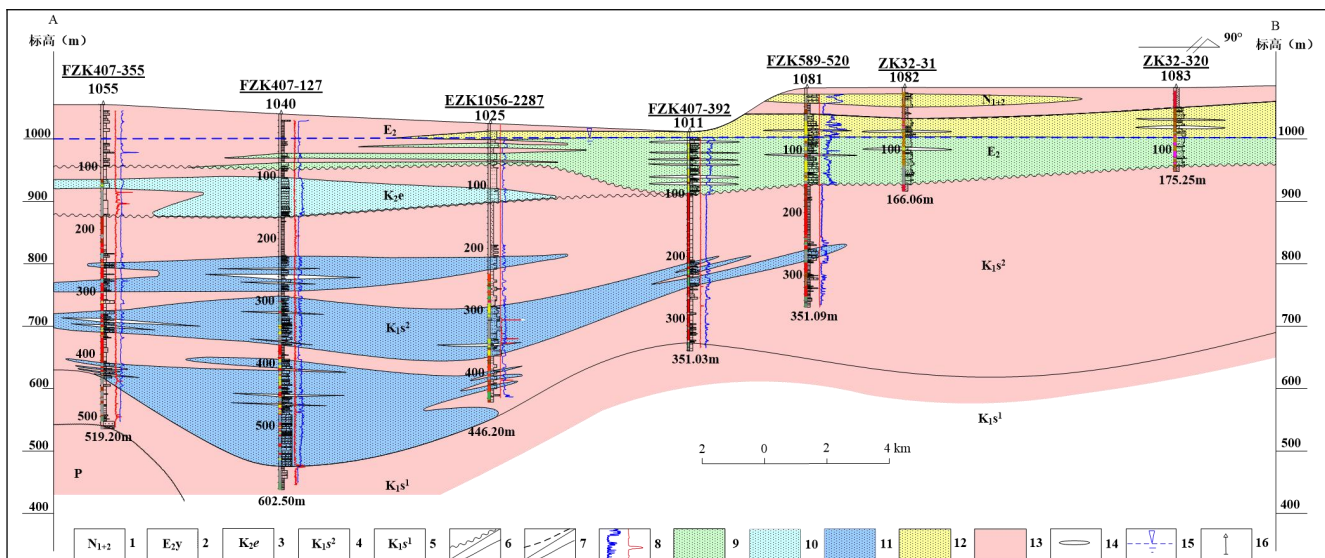 A
B
标高（m）
标高（m）
90°
FZK407-355
1055
FZK407-127
1040
EZK1056-2287
1025
FZK407-392
1011
FZK589-520
1081
ZK32-31
1082
ZK32-320
1083
1000
900
800
700
600
500
400
1000
900
800
700
600
500
400
100
200
300
400
500
519.20m
100
200
300
400
500
602.50m
100
200
300
400
446.20m
100
200
300
351.03m
100
200
300
351.09m
100
166.06m
100
175.25m
E₂
N₁₊₂
E₂
K₂e
K₁s²
K₁s²
K₁s¹
K₁s¹
P
2 0 2 4 km
N₁₊₂ 1 E₂y 2 K₂e 3 K₁s² 4 K₁s¹ 5 6 7 8 9 10 11 12 13 14 15 16